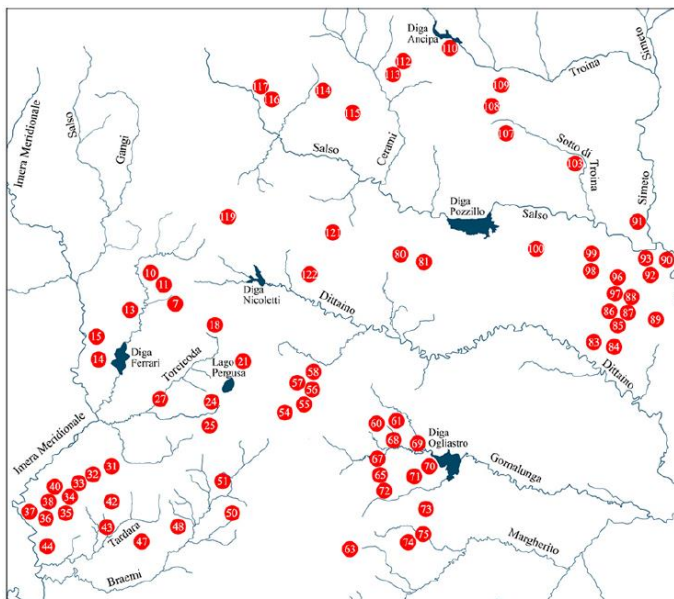 Diga
Ancipa
110
Simeto
117
116
114
115
112
113
109
108
107
Troina
Imera Meridionale
Salso
Gangi
Salso
Cerami
Sotto di
Troina
103
Simeto
119
121
Diga
Pozzillo
Salso
91
80
81
100
99
98
93
90
92
96
97
88
86
87
85
89
83
84
10
11
7
13
122
Diga
Nicoletti
Dittaino
Dittaino
15
14
Diga
Ferrari
18
21
Torcicoda
Lago
Pergusa
27
24
25
58
57
56
55
54
Imera Meridionale
60
61
68
69
Diga
Ogliastro
67
65
70
71
72
Gornalunga
31
32
33
40
34
38
37
36
35
42
43
44
Tardara
47
48
51
50
Braemi
73
75
74
63
Margherito